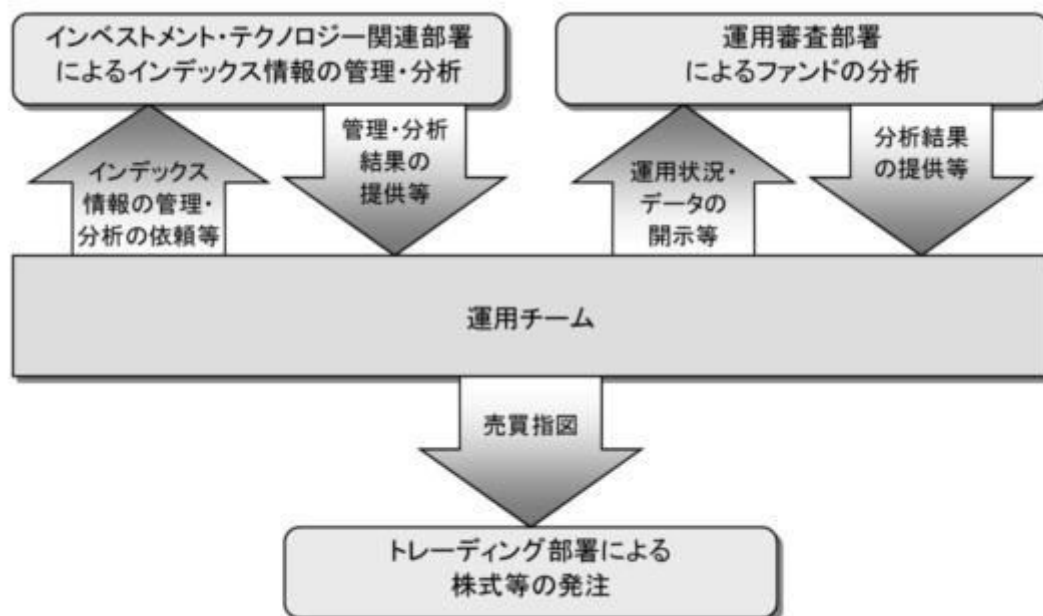 インベストメント・テクノロジー関連部署
によるインデックス情報の管理・分析
運用審査部署
によるファンドの分析
インデックス
情報の管理・
分析の依頼等
管理・分析
結果の
提供等
運用状況・
データの
開示等
分析結果
の提供等
運用チーム
売買指図
トレーディング部署による
株式等の発注